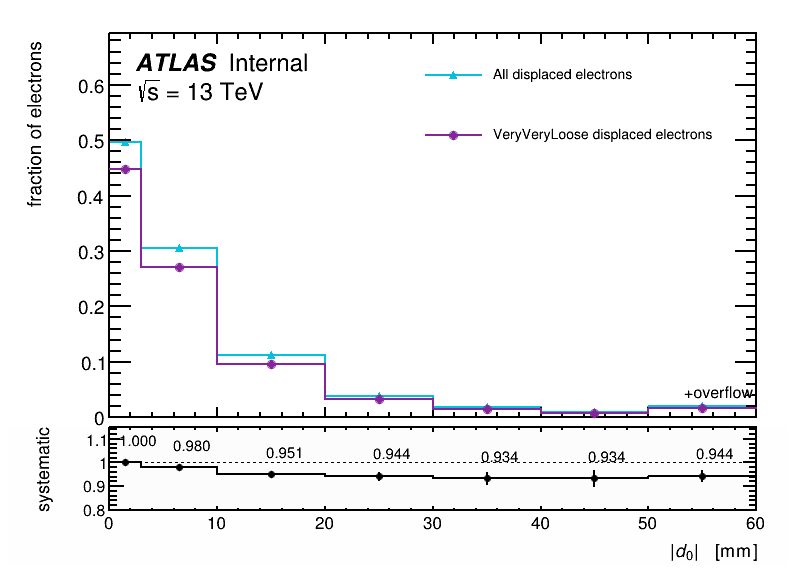 fraction of electrons
ATLAS Internal
√s = 13 TeV
All displaced electrons
VeryVeryLoose displaced electrons
0.6
0.5
0.4
0.3
0.2
0.1
0
+overflow
systematic
1.1
1
0.9
0.8
1.000 0.980 0.951 0.944 0.934 0.934 0.944
0 10 20 30 40 50 60
|d₀| [mm]